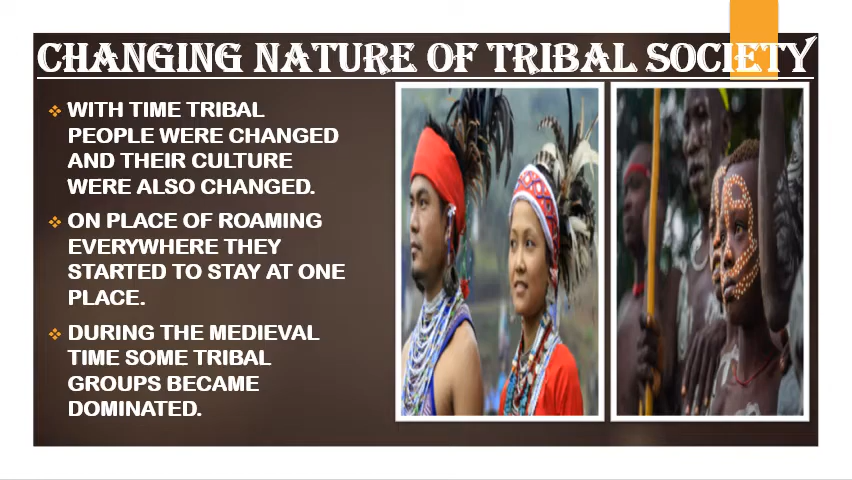 CHANGING NATURE OF TRIBAL SOCIETY
WITH TIME TRIBAL
PEOPLE WERE CHANGED
AND THEIR CULTURE
WERE ALSO CHANGED.
ON PLACE OF ROAMING
EVERYWHERE THEY
STARTED TO STAY AT ONE
PLACE.
DURING THE MEDIEVAL
TIME SOME TRIBAL
GROUPS BECAME
DOMINATED.